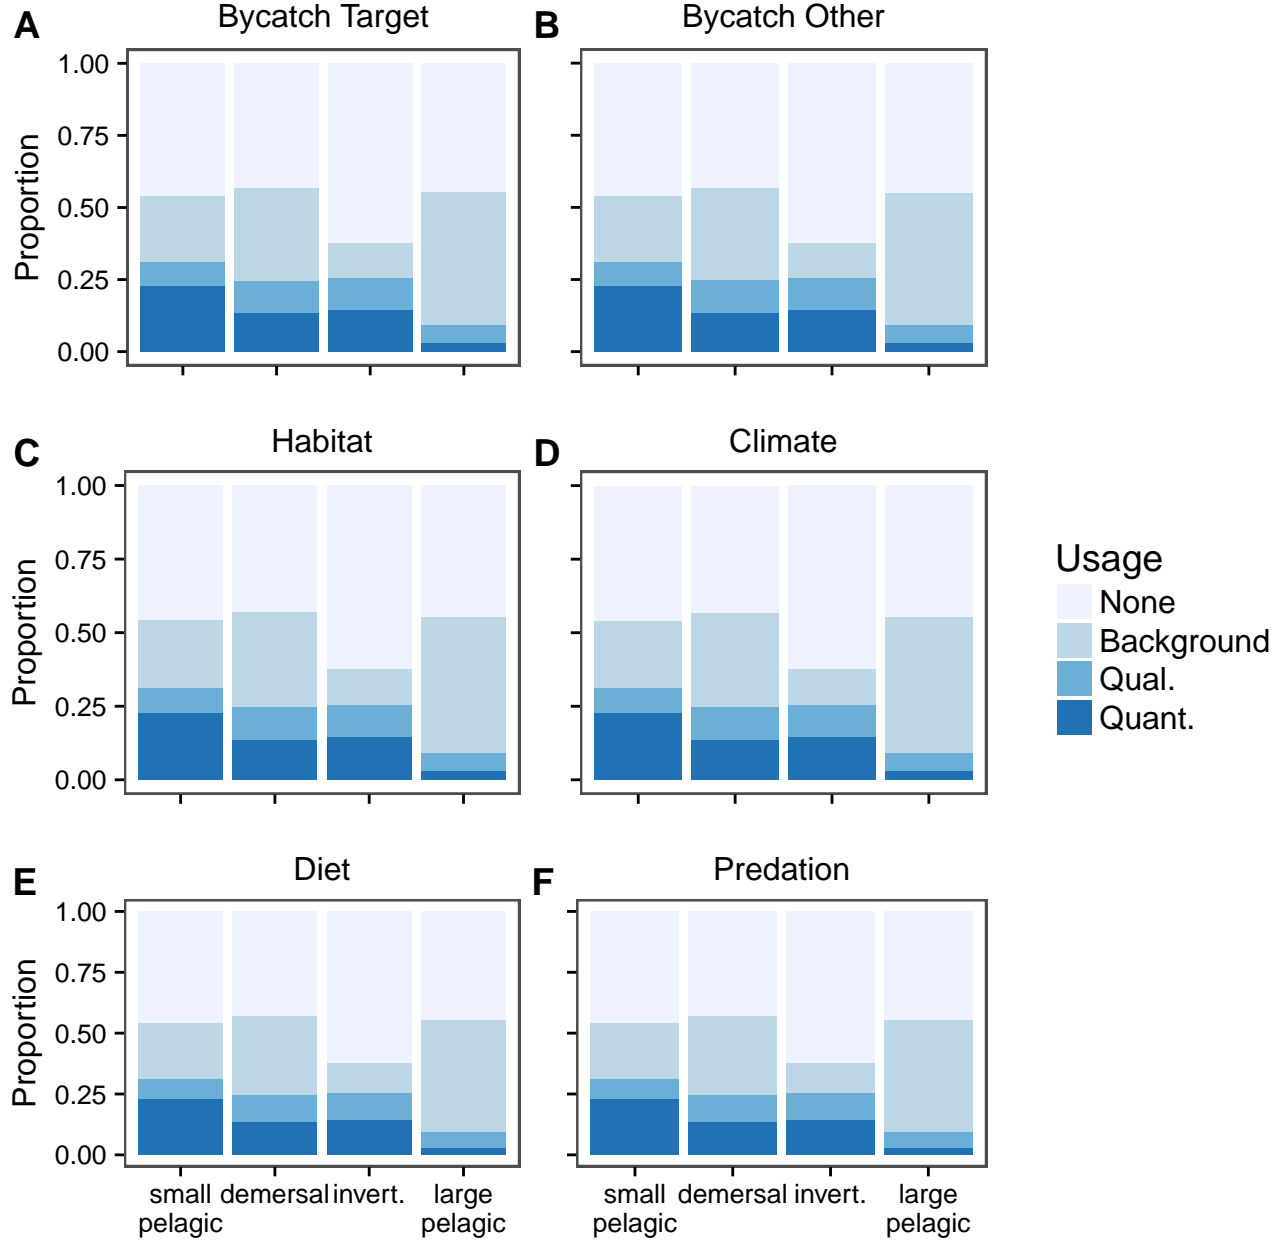 A Bycatch Target
B Bycatch Other
Proportion
1.00
0.75
0.50
0.25
0.00
C Habitat
D Climate
Proportion
1.00
0.75
0.50
0.25
0.00
Usage
None
Background
Qual.
Quant.
E Diet
F Predation
Proportion
1.00
0.75
0.50
0.25
0.00
small demersal invert. large
pelagic pelagic
small demersal invert. large
pelagic pelagic